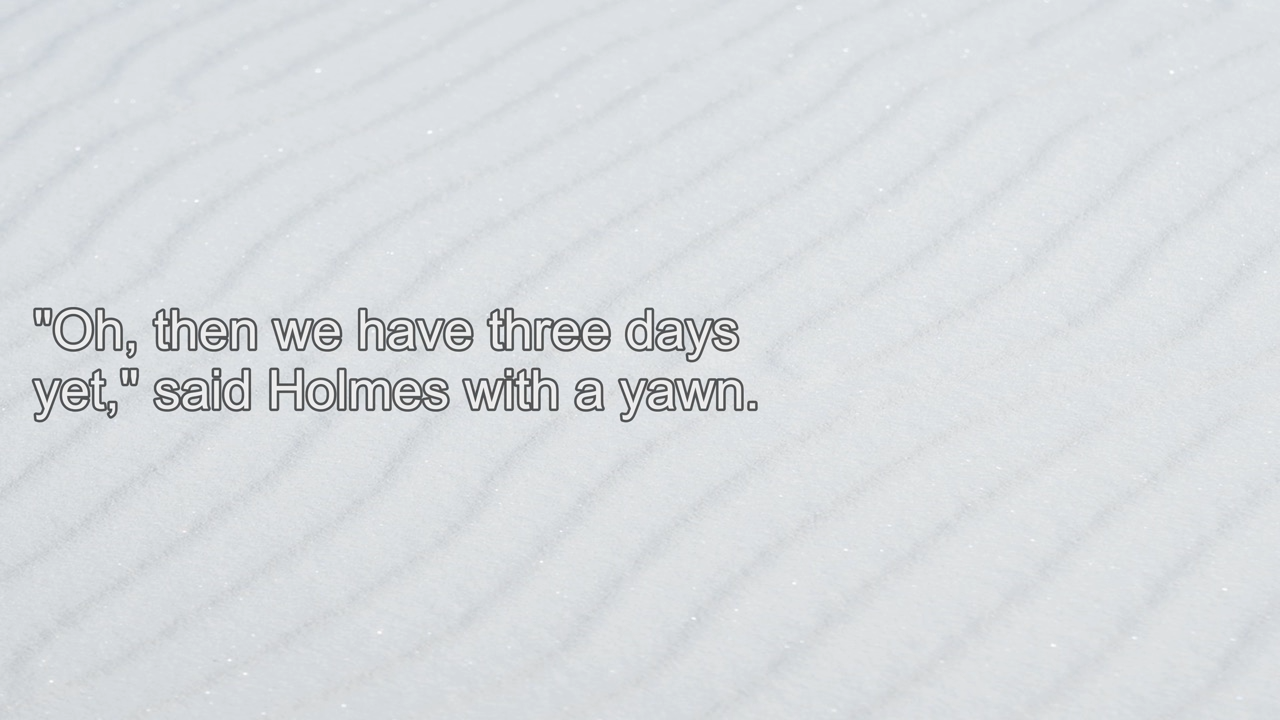 "Oh, then we have three days
yet," said Holmes with a yawn.